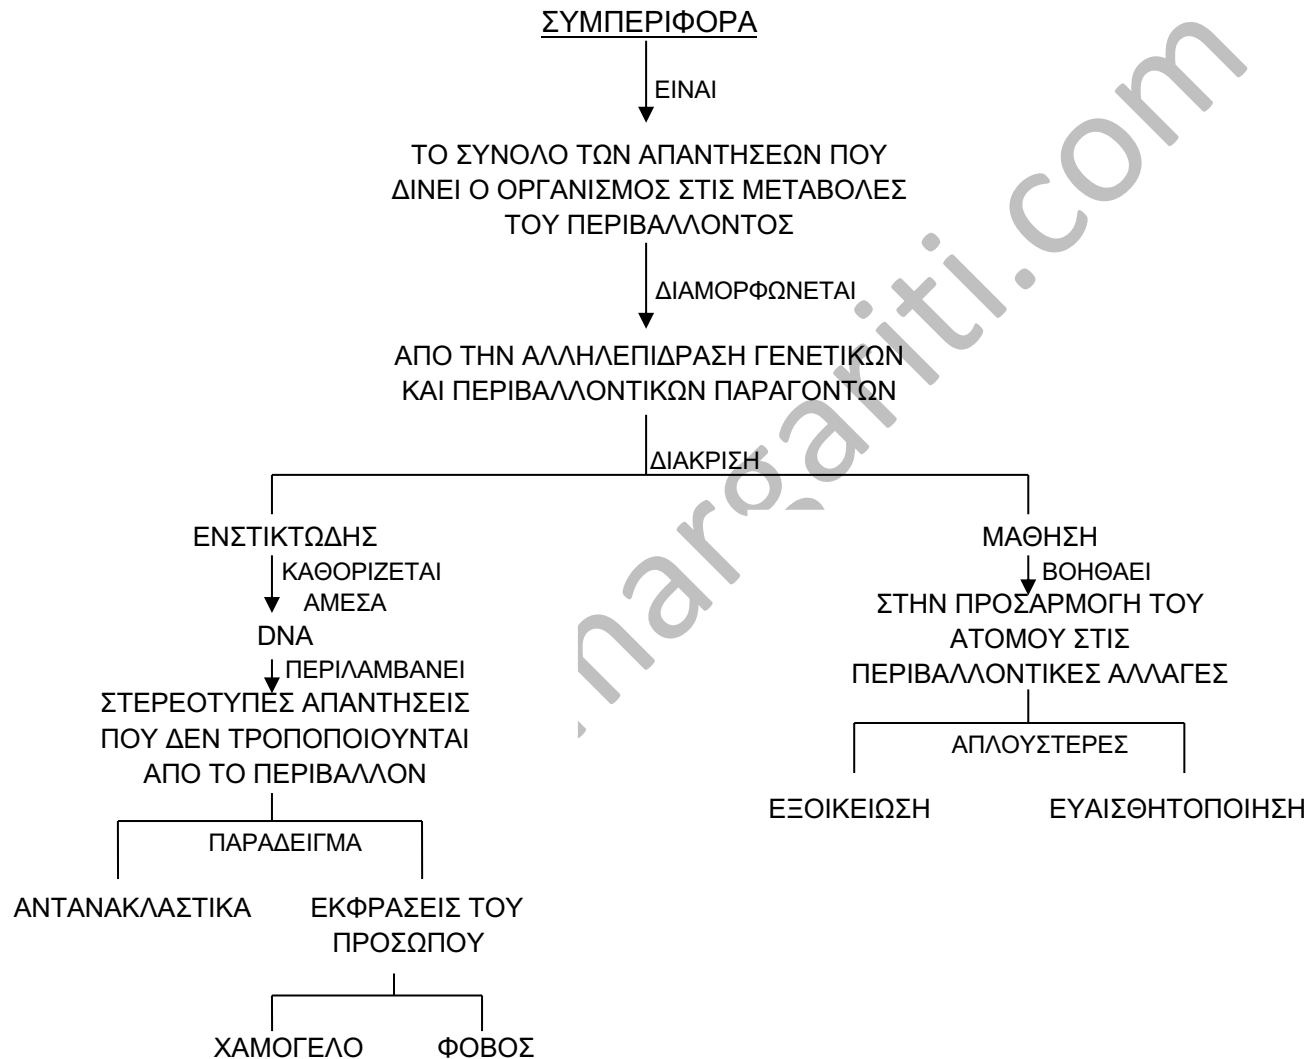 ΣΥΜΠΕΡΙΦΟΡΑ
ΕΙΝΑΙ
ΤΟ ΣΥΝΟΛΟ ΤΩΝ ΑΠΑΝΤΗΣΕΩΝ ΠΟΥ
ΔΙΝΕΙ Ο ΟΡΓΑΝΙΣΜΟΣ ΣΤΙΣ ΜΕΤΑΒΟΛΕΣ
ΤΟΥ ΠΕΡΙΒΑΛΛΟΝΤΟΣ
ΔΙΑΜΟΡΦΩΝΕΤΑΙ
ΑΠΟ ΤΗΝ ΑΛΛΗΛΕΠΙΔΡΑΣΗ ΓΕΝΕΤΙΚΩΝ
ΚΑΙ ΠΕΡΙΒΑΛΛΟΝΤΙΚΩΝ ΠΑΡΑΓΟΝΤΩΝ
ΔΙΑΚΡΙΣΗ
ΕΝΣΤΙΚΤΩΔΗΣ
ΚΑΘΟΡΙΖΕΤΑΙ
ΑΜΕΣΑ
DNA
ΠΕΡΙΛΑΜΒΑΝΕΙ
ΣΤΕΡΕΟΤΥΠΕΣ ΑΠΑΝΤΗΣΕΙΣ
ΠΟΥ ΔΕΝ ΤΡΟΠΟΠΟΙΟΥΝΤΑΙ
ΑΠΟ ΤΟ ΠΕΡΙΒΑΛΛΟΝ
ΠΑΡΑΔΕΙΓΜΑ
ΑΝΤΑΝΑΚΛΑΣΤΙΚΑ
ΕΚΦΡΑΣΕΙΣ ΤΟΥ
ΠΡΟΣΩΠΟΥ
ΧΑΜΟΓΕΛΟ
ΦΟΒΟΣ
ΜΑΘΗΣΗ
ΒΟΗΘΑΕΙ
ΣΤΗΝ ΠΡΟΣΑΡΜΟΓΗ ΤΟΥ
ΑΤΟΜΟΥ ΣΤΙΣ
ΠΕΡΙΒΑΛΛΟΝΤΙΚΕΣ ΑΛΛΑΓΕΣ
ΑΠΛΟΥΣΤΕΡΕΣ
ΕΞΟΙΚΕΙΩΣΗ
ΕΥΑΙΣΘΗΤΟΠΟΙΗΣΗ
margariti.com